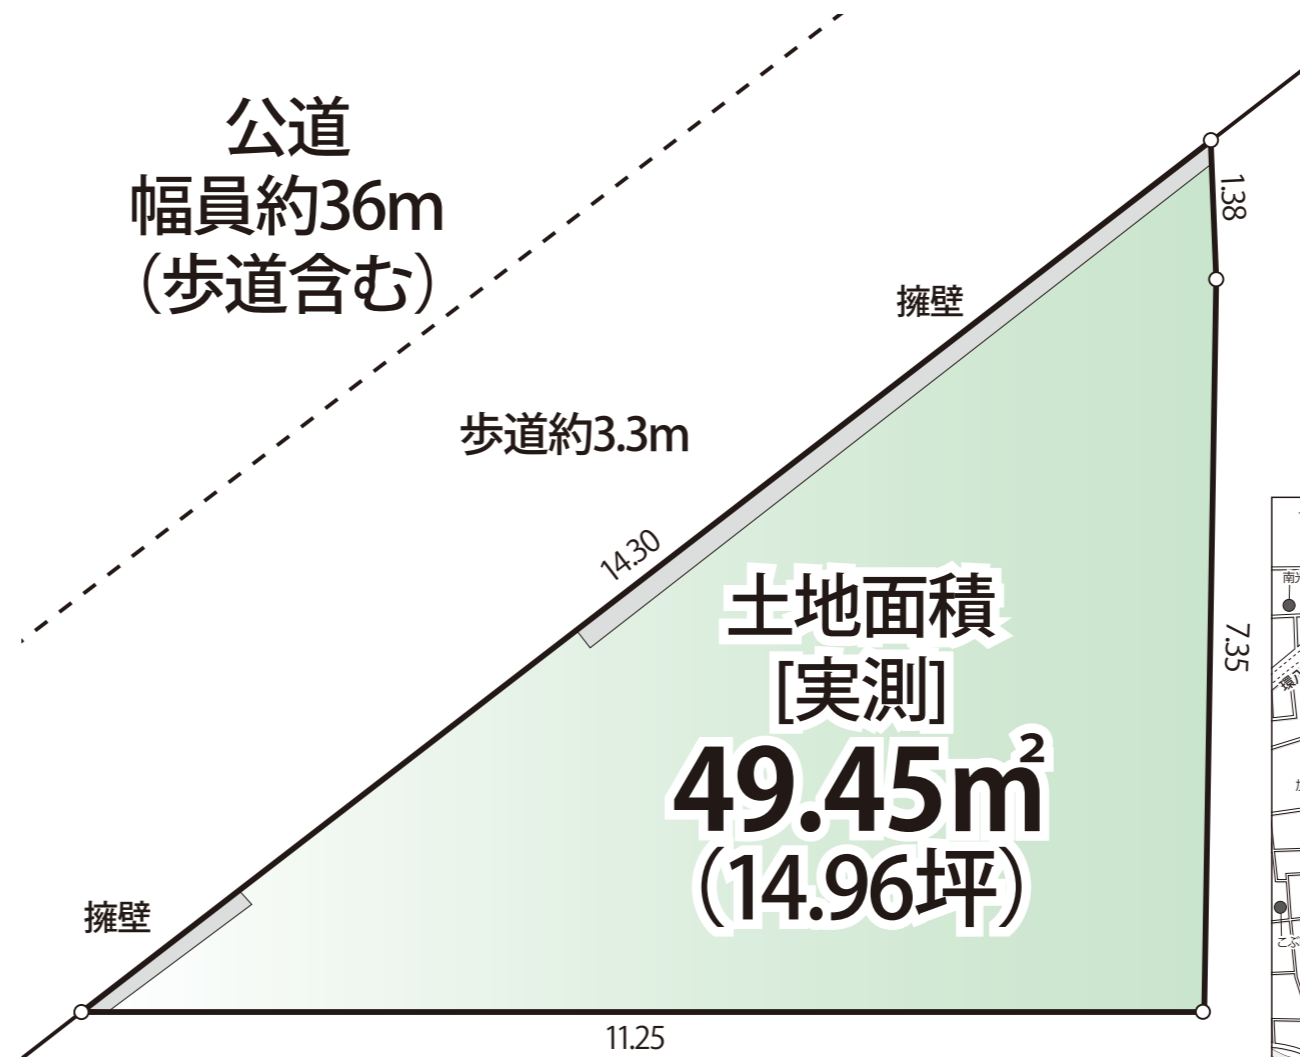 公道
幅員約36m
（歩道含む）
1.38
擁壁
歩道約3.3m
14.30
土地面積
[実測]
49.45㎡
（14.96坪）
7.35
擁壁
11.25
こぶ